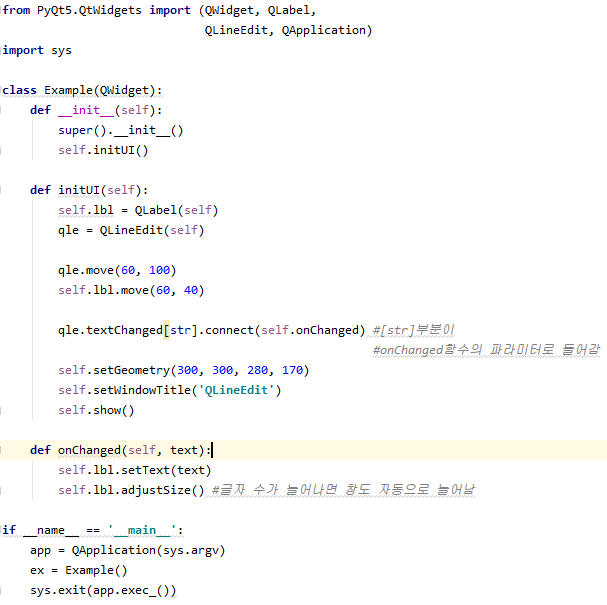 from PyQt5.QtWidgets import (QWidget, QLabel,
                             QLineEdit, QApplication)
import sys

class Example(QWidget):
    def __init__(self):
        super().__init__()
        self.initUI()

    def initUI(self):
        self.lbl = QLabel(self)
        qle = QLineEdit(self)

        qle.move(60, 100)
        self.lbl.move(60, 40)

        qle.textChanged[str].connect(self.onChanged) #[str]부분이
                                                     #onChanged함수의 파라미터로 들어감
        self.setGeometry(300, 300, 280, 170)
        self.setWindowTitle('QLineEdit')
        self.show()

    def onChanged(self, text):
        self.lbl.setText(text)
        self.lbl.adjustSize() #글자 수가 늘어나면 창도 자동으로 늘어남

if __name__ == '__main__':
    app = QApplication(sys.argv)
    ex = Example()
    sys.exit(app.exec_())